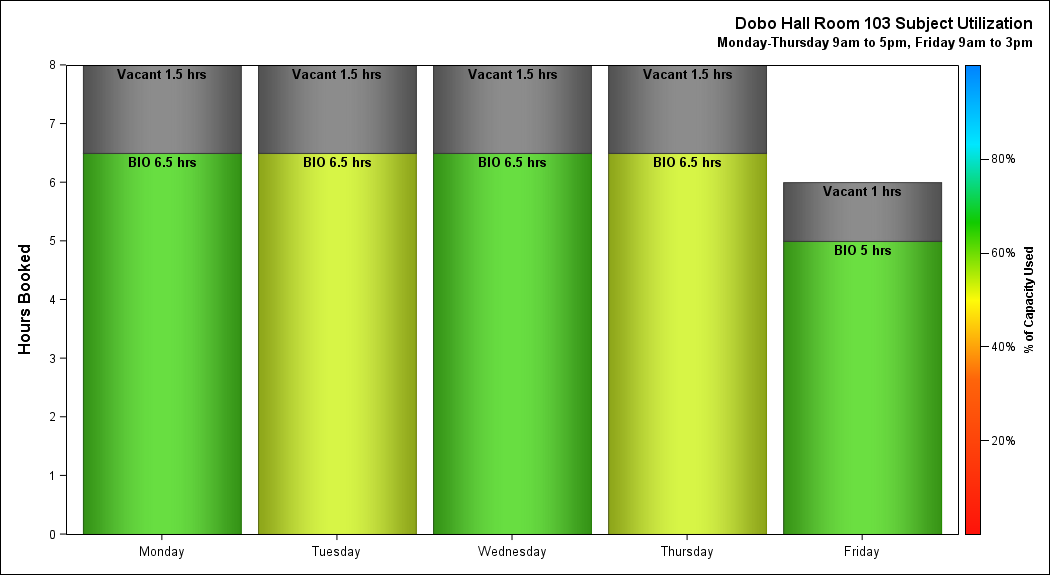 Dobo Hall Room 103 Subject Utilization
Monday-Thursday 9am to 5pm, Friday 9am to 3pm
Hours Booked
8
7
6
5
4
3
2
1
0
Vacant 1.5 hrs
BIO 6.5 hrs
Vacant 1.5 hrs
BIO 6.5 hrs
Vacant 1.5 hrs
BIO 6.5 hrs
Vacant 1.5 hrs
BIO 6.5 hrs
Vacant 1 hrs
BIO 5 hrs
Monday
Tuesday
Wednesday
Thursday
Friday
80%
60%
40%
20%
% of Capacity Used